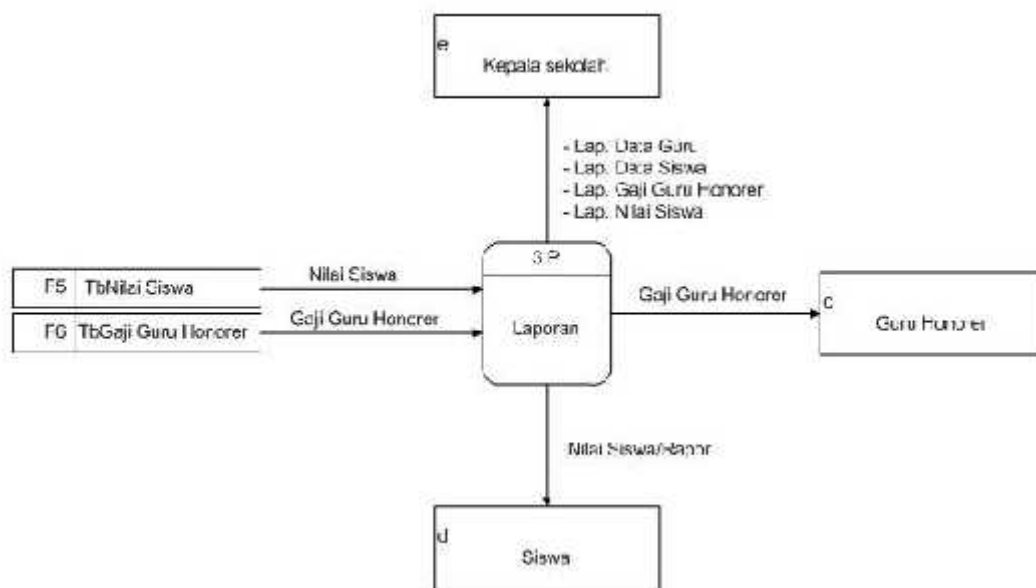 e
Kepala sekolah
- Lap. Data Guru
- Lap. Data Siswa
- Lap. Gaji Guru Honorer
- Lap. Nilai Siswa
F5 TbNilai Siswa
Nilai Siswa
F6 TbGaji Guru Honorer
Gaji Guru Honorer
Laporan
Gaji Guru Honorer
c
Guru Honorer
Nilai Siswa/Rapor
d
Siswa